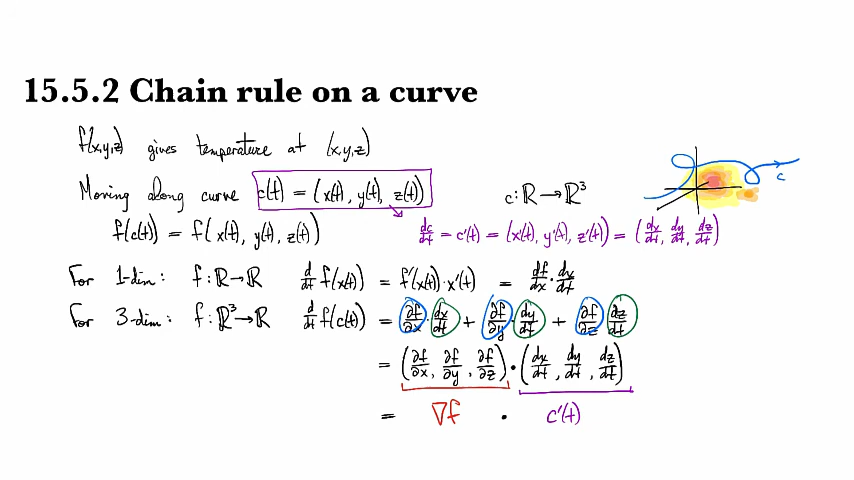 15.5.2 Chain rule on a curve
f(x,y,z) gives temperature at (x,y,z)
Moving along curve c(t) = (x(t), y(t), z(t)) c: ℝ → ℝ³
c
f(c(t)) = f(x(t), y(t), z(t)) dc/dt = c'(t) = (x'(t), y'(t), z'(t)) = (dx/dt, dy/dt, dz/dt)
For 1-dim: f: ℝ→ℝ d/dt f(x(t)) = f'(x(t))·x'(t) = df/dx · dx/dt
For 3-dim: f: ℝ³→ℝ d/dt f(c(t)) = ∂f/∂x · dx/dt + ∂f/∂y · dy/dt + ∂f/∂z · dz/dt
= (∂f/∂x, ∂f/∂y, ∂f/∂z) · (dx/dt, dy/dt, dz/dt)
= ∇f · c'(t)